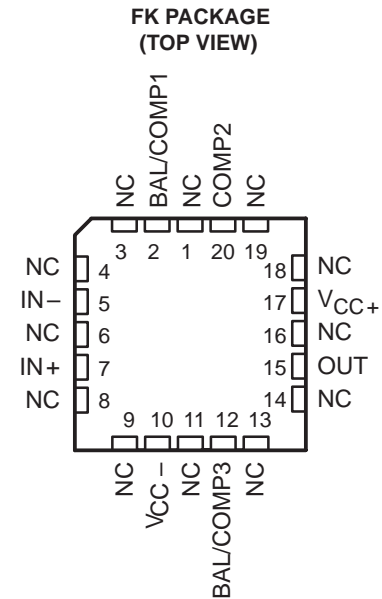 FK PACKAGE
(TOP VIEW)
NC
BAL/COMP1
NC
COMP2
NC
3 2 1 20 19
NC 4
IN− 5
NC 6
IN+ 7
NC 8
18 NC
17 VCC+
16 NC
15 OUT
14 NC
9 10 11 12 13
NC
VCC−
NC
BAL/COMP3
NC